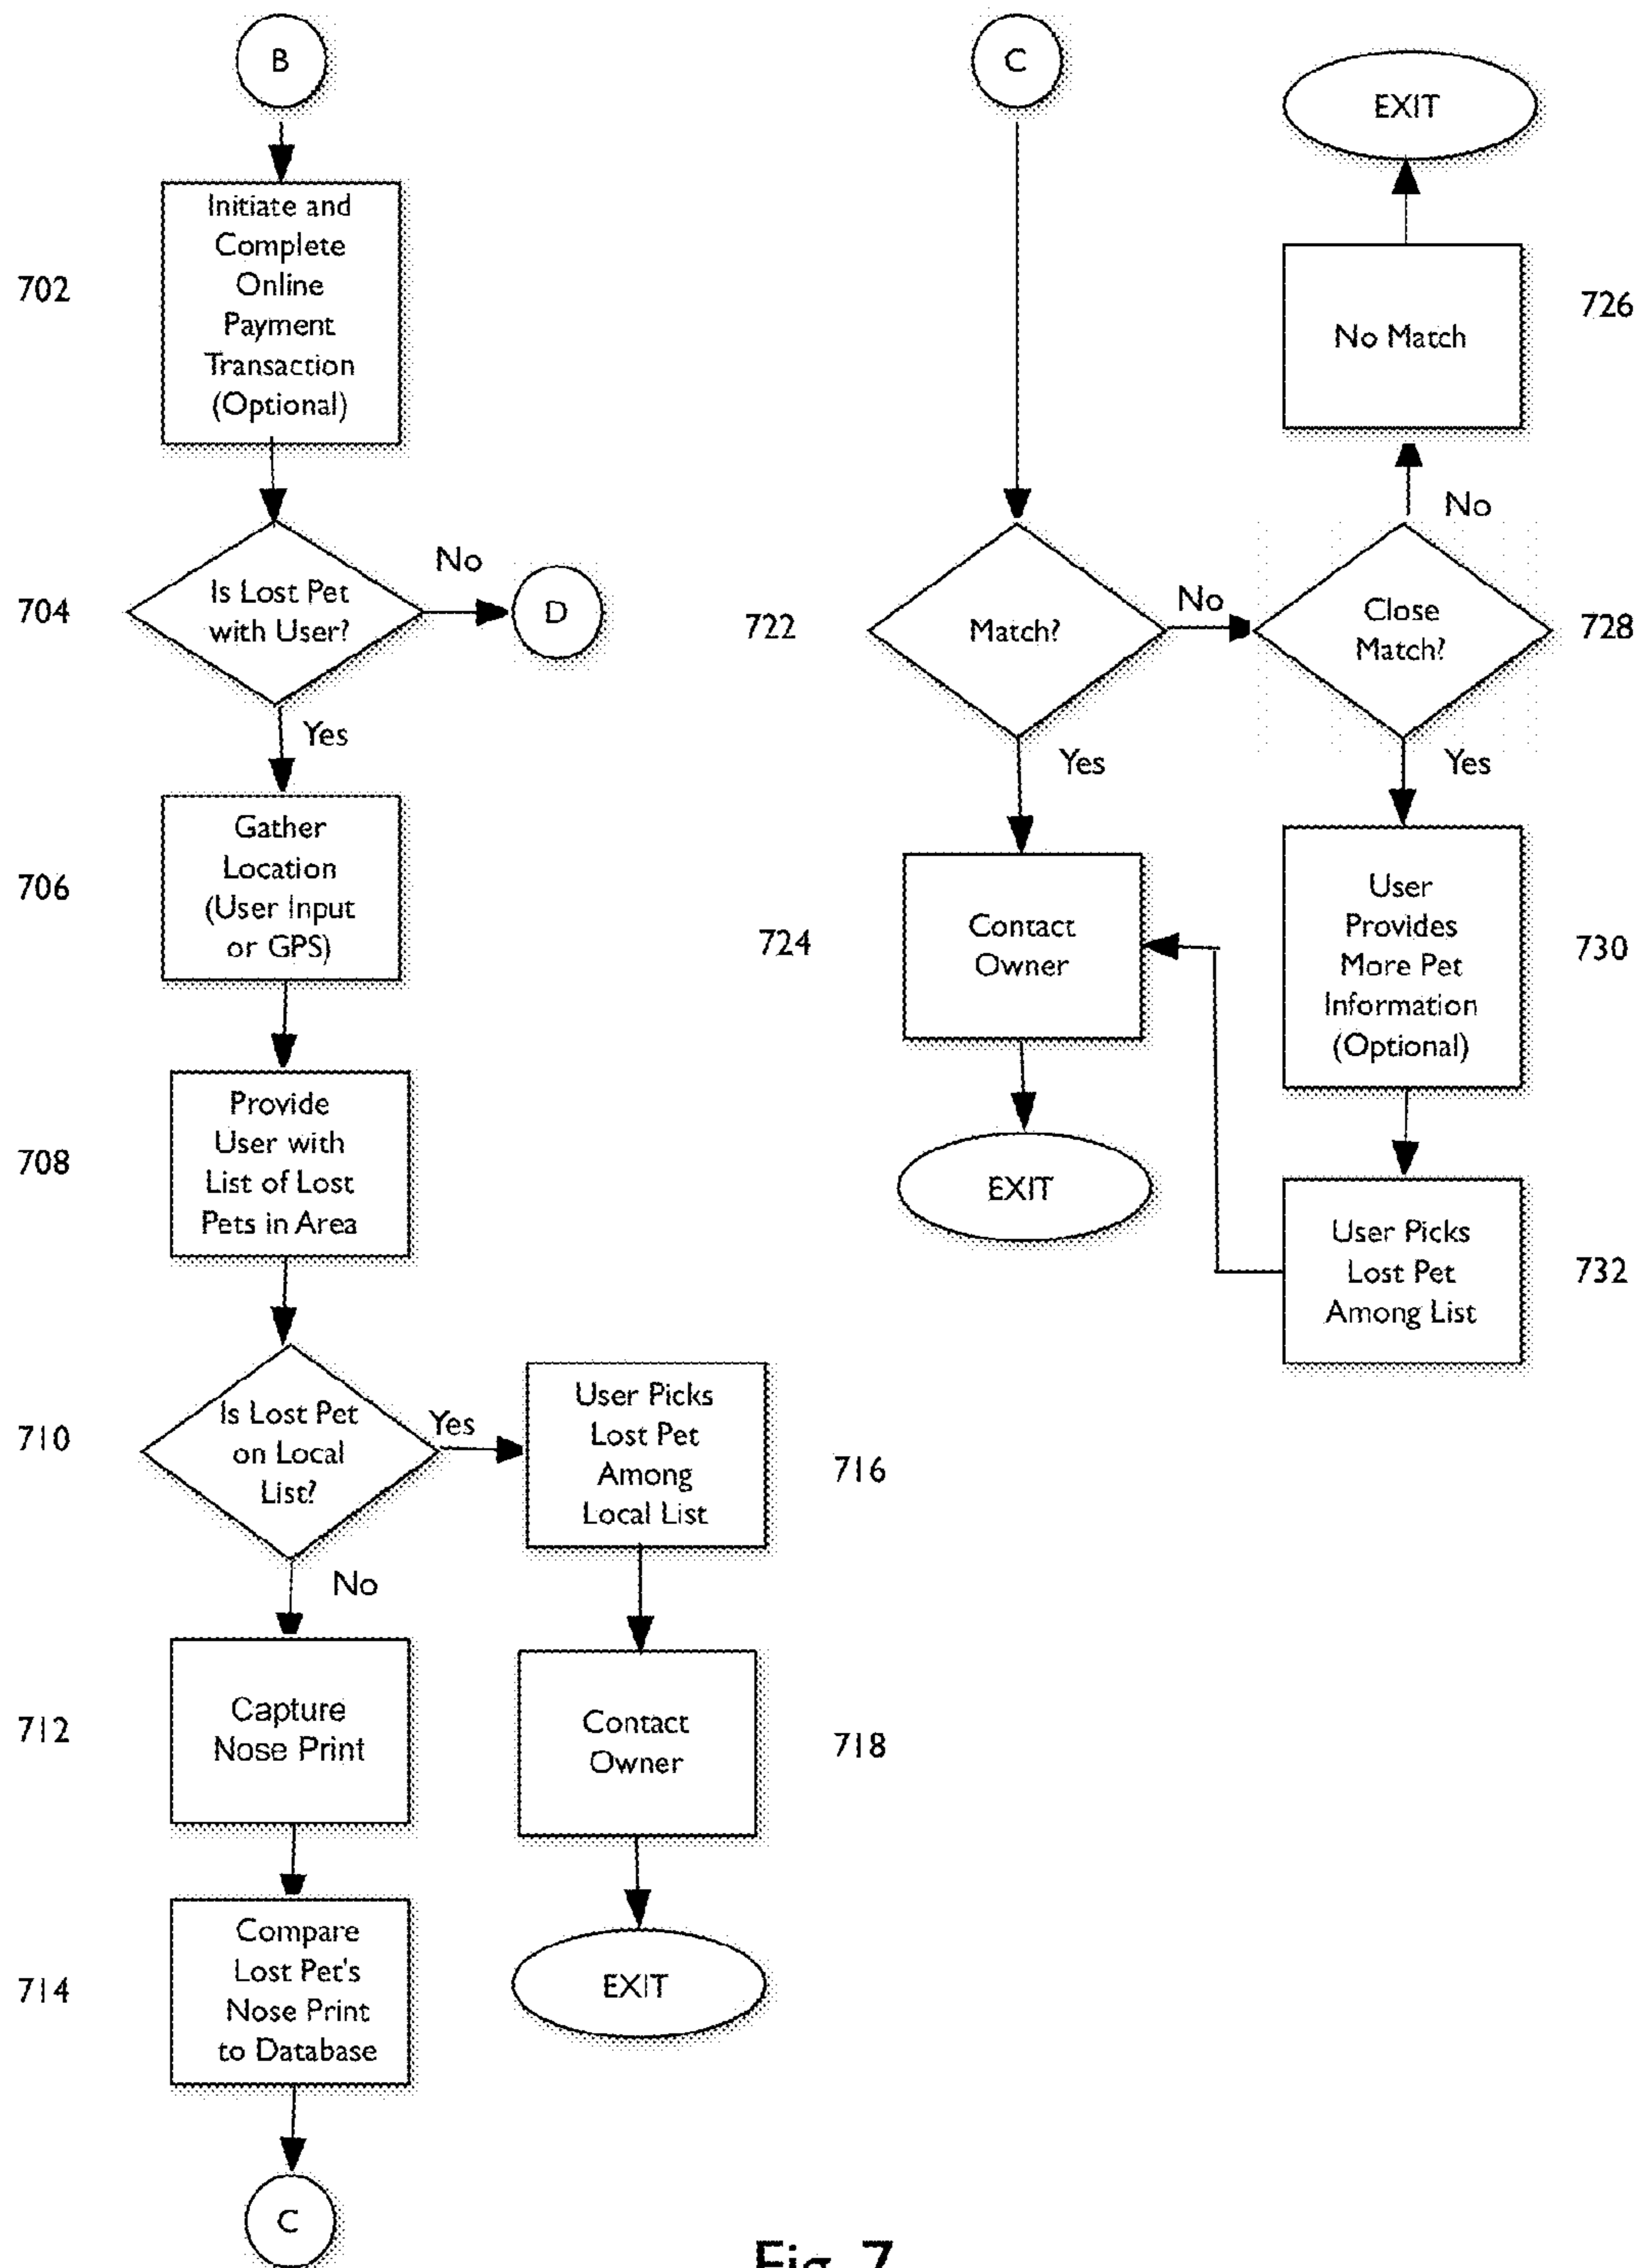 B
702
Initiate and
Complete
Online
Payment
Transaction
(Optional)
704
Is Lost Pet
with User?
No
D
Yes
706
Gather
Location
(User Input
or GPS)
708
Provide
User with
List of Lost
Pets in Area
710
Is Lost Pet
on Local
List?
Yes
User Picks
Lost Pet
Among
Local List
716
No
712
Capture
Nose Print
Contact
Owner
718
714
Compare
Lost Pet's
Nose Print
to Database
EXIT
C
C
EXIT
No Match
726
No
722
Match?
No
Close
Match?
728
Yes
Yes
724
Contact
Owner
User
Provides
More Pet
Information
(Optional)
730
EXIT
User Picks
Lost Pet
Among List
732
Fig. 7